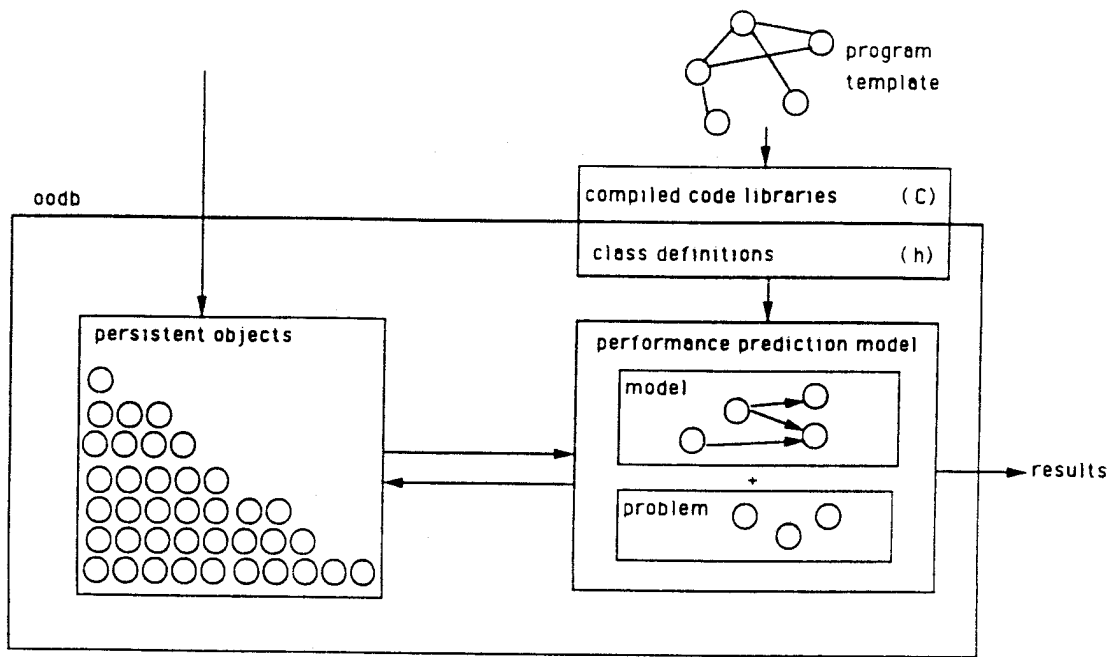 program
template
compiled code libraries (C)
oodb
class definitions (h)
persistent objects
performance prediction model
model
results
+
problem